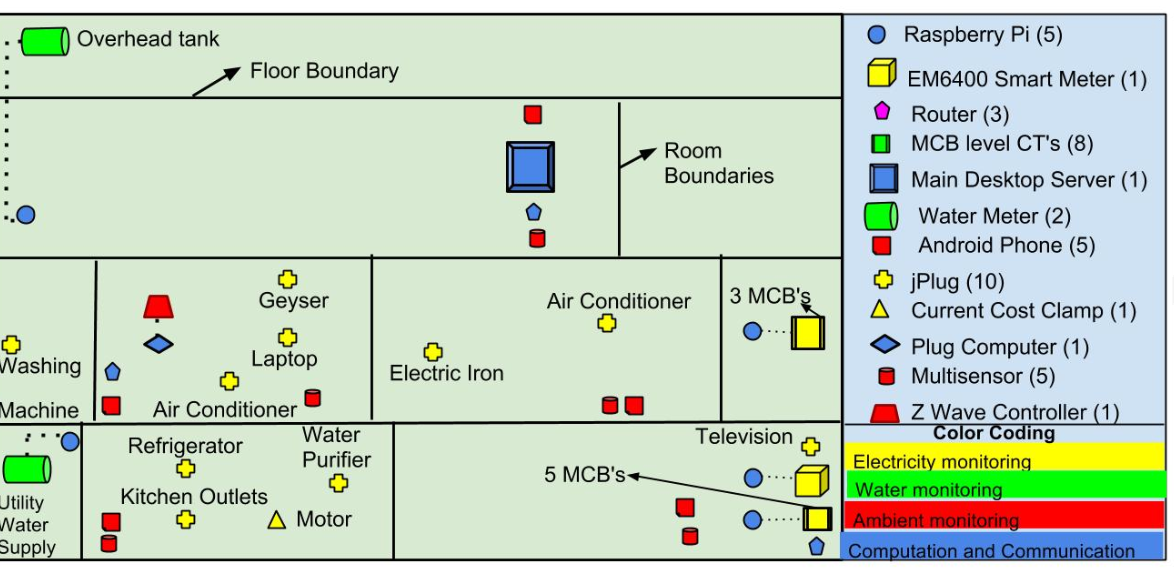 Overhead tank
Floor Boundary
Room
Boundaries
Geyser
Laptop
Air Conditioner
Washing
Machine
Electric Iron
Air Conditioner
3 MCB's
Refrigerator
Water
Purifier
Kitchen Outlets
Motor
Utility
Water
Supply
Television
5 MCB's
Raspberry Pi (5)
EM6400 Smart Meter (1)
Router (3)
MCB level CT's (8)
Main Desktop Server (1)
Water Meter (2)
Android Phone (5)
jPlug (10)
Current Cost Clamp (1)
Plug Computer (1)
Multisensor (5)
Z Wave Controller (1)
Color Coding
Electricity monitoring
Water monitoring
Ambient monitoring
Computation and Communication